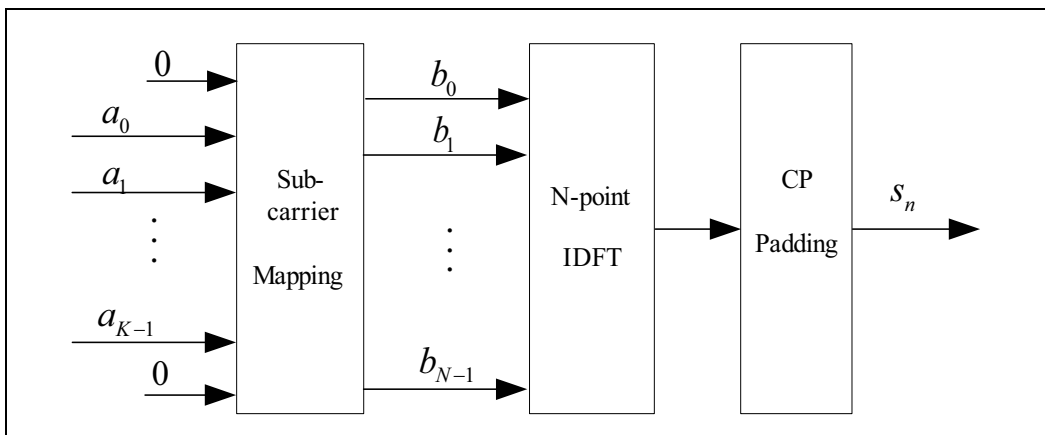 0
a_0
a_1
⋮
a_{K-1}
0
Sub-
carrier
Mapping
b_0
b_1
⋮
b_{N-1}
N-point
IDFT
CP
Padding
s_n